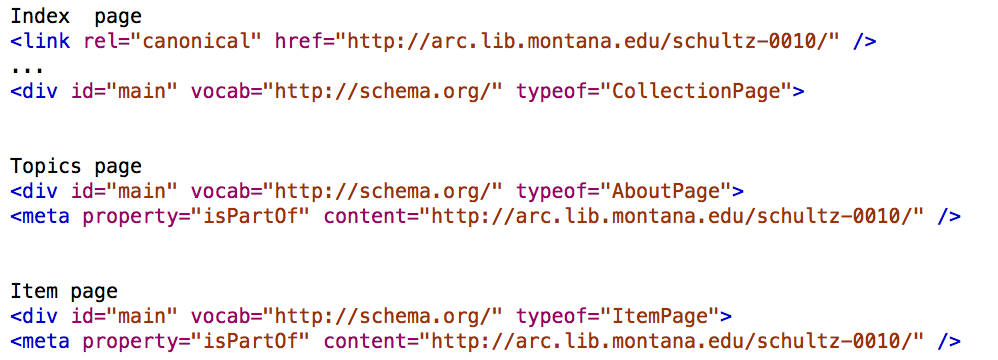 Index  page
<link rel="canonical" href="http://arc.lib.montana.edu/schultz-0010/" />
...
<div id="main" vocab="http://schema.org/" typeof="CollectionPage">
Topics page
<div id="main" vocab="http://schema.org/" typeof="AboutPage">
<meta property="isPartOf" content="http://arc.lib.montana.edu/schultz-0010/" />
Item page
<div id="main" vocab="http://schema.org/" typeof="ItemPage">
<meta property="isPartOf" content="http://arc.lib.montana.edu/schultz-0010/" />